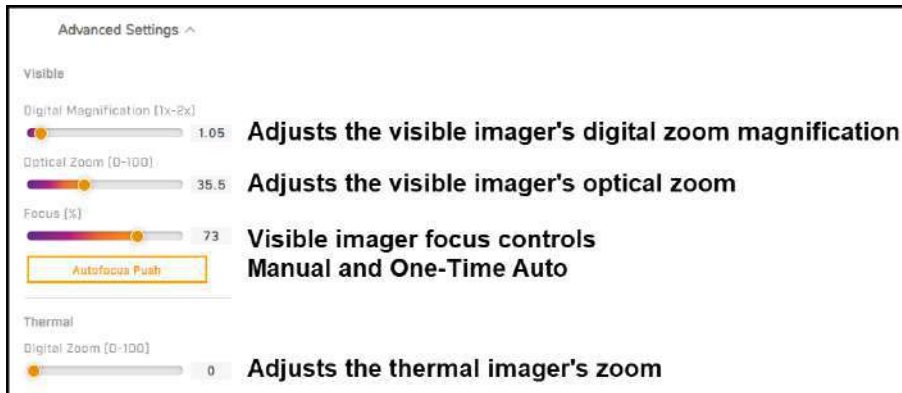 Advanced Settings ^
Visible
Digital Magnification [1x-2x]
1.05 Adjusts the visible imager's digital zoom magnification
Optical Zoom [0-100]
35.5 Adjusts the visible imager's optical zoom
Focus [%]
73 Visible imager focus controls
Autofocus Push Manual and One-Time Auto
Thermal
Digital Zoom [0-100]
0 Adjusts the thermal imager's zoom